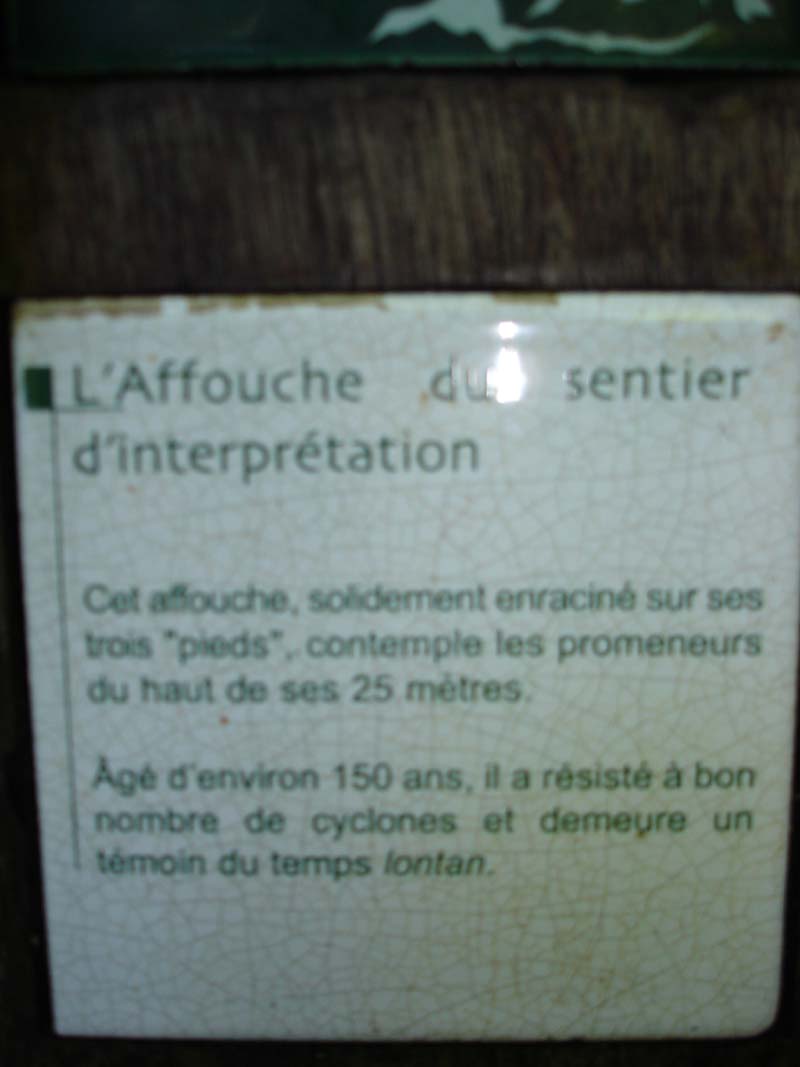 L'Affouche du sentier
d'interprétation
Cet affouche, solidement enraciné sur ses
trois "pieds", contemple les promeneurs
du haut de ses 25 mètres.
Âgé d'environ 150 ans, il a résisté à bon
nombre de cyclones et demeure un
témoin du temps lontan.